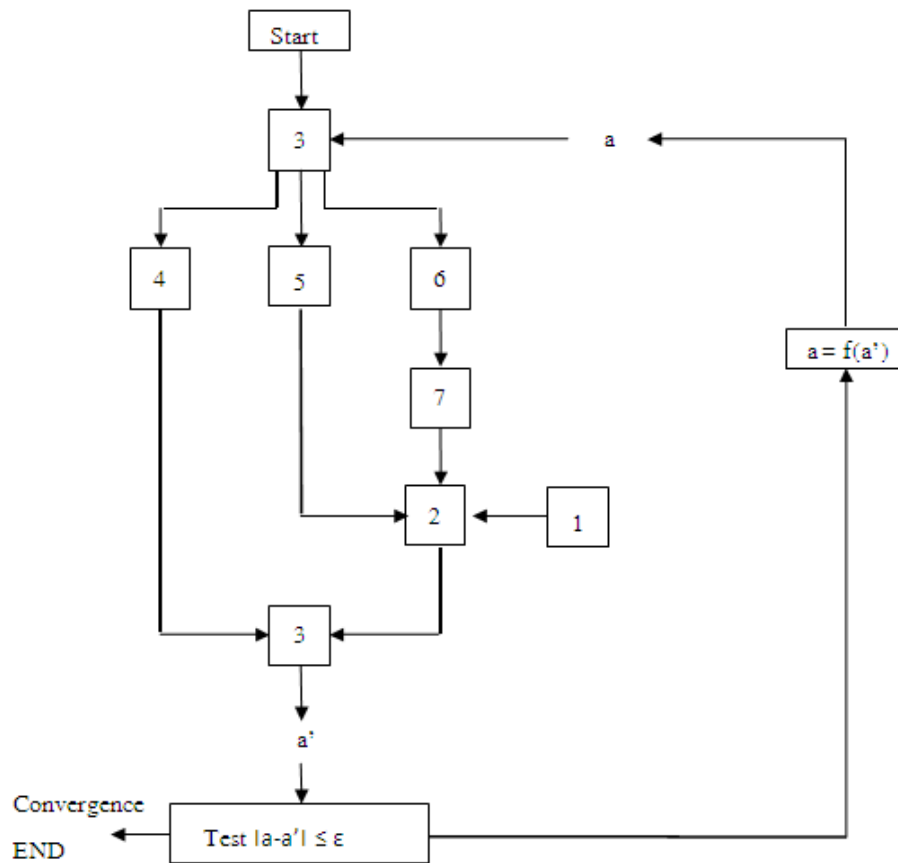 Start
3
a
4
5
6
a = f(a’)
7
2
1
3
a’
Convergence
Test |a-a’| ≤ ε
END